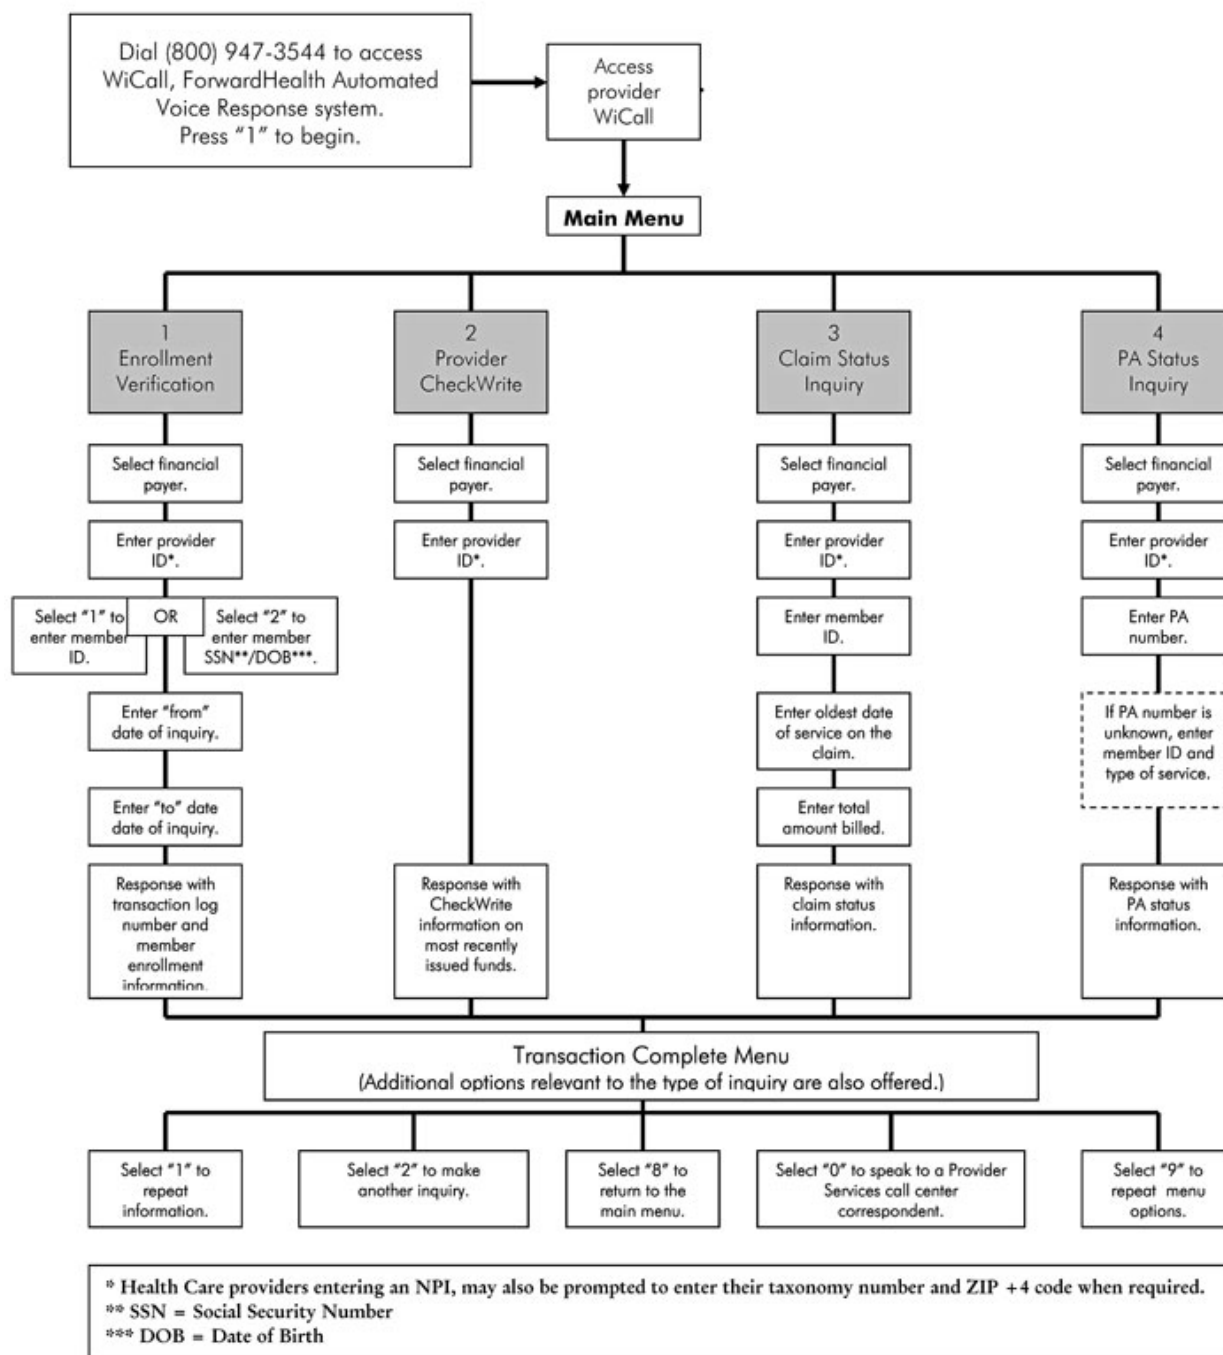 Dial (800) 947-3544 to access
WiCall, ForwardHealth Automated
Voice Response system.
Press "1" to begin.
Access
provider
WiCall
Main Menu
1
Enrollment
Verification
2
Provider
CheckWrite
3
Claim Status
Inquiry
4
PA Status
Inquiry
Select financial
payer.
Select financial
payer.
Select financial
payer.
Select financial
payer.
Enter provider
ID*.
Enter provider
ID*.
Enter provider
ID*.
Enter provider
ID*.
Select "1" to
enter member
ID.
OR
Select "2" to
enter member
SSN**/DOB***.
Enter member
ID.
Enter PA
number.
Enter "from"
date of inquiry.
Enter oldest date
of service on the
claim.
If PA number is
unknown, enter
member ID and
type of service.
Enter "to" date
date of inquiry.
Enter total
amount billed.
Response with
transaction log
number and
member
enrollment
information.
Response with
CheckWrite
information on
most recently
issued funds.
Response with
claim status
information.
Response with
PA status
information.
Transaction Complete Menu
(Additional options relevant to the type of inquiry are also offered.)
Select "1" to
repeat
information.
Select "2" to make
another inquiry.
Select "8" to
return to the
main menu.
Select "0" to speak to a Provider
Services call center
correspondent.
Select "9" to
repeat menu
options.
* Health Care providers entering an NPI, may also be prompted to enter their taxonomy number and ZIP +4 code when required.
** SSN = Social Security Number
*** DOB = Date of Birth